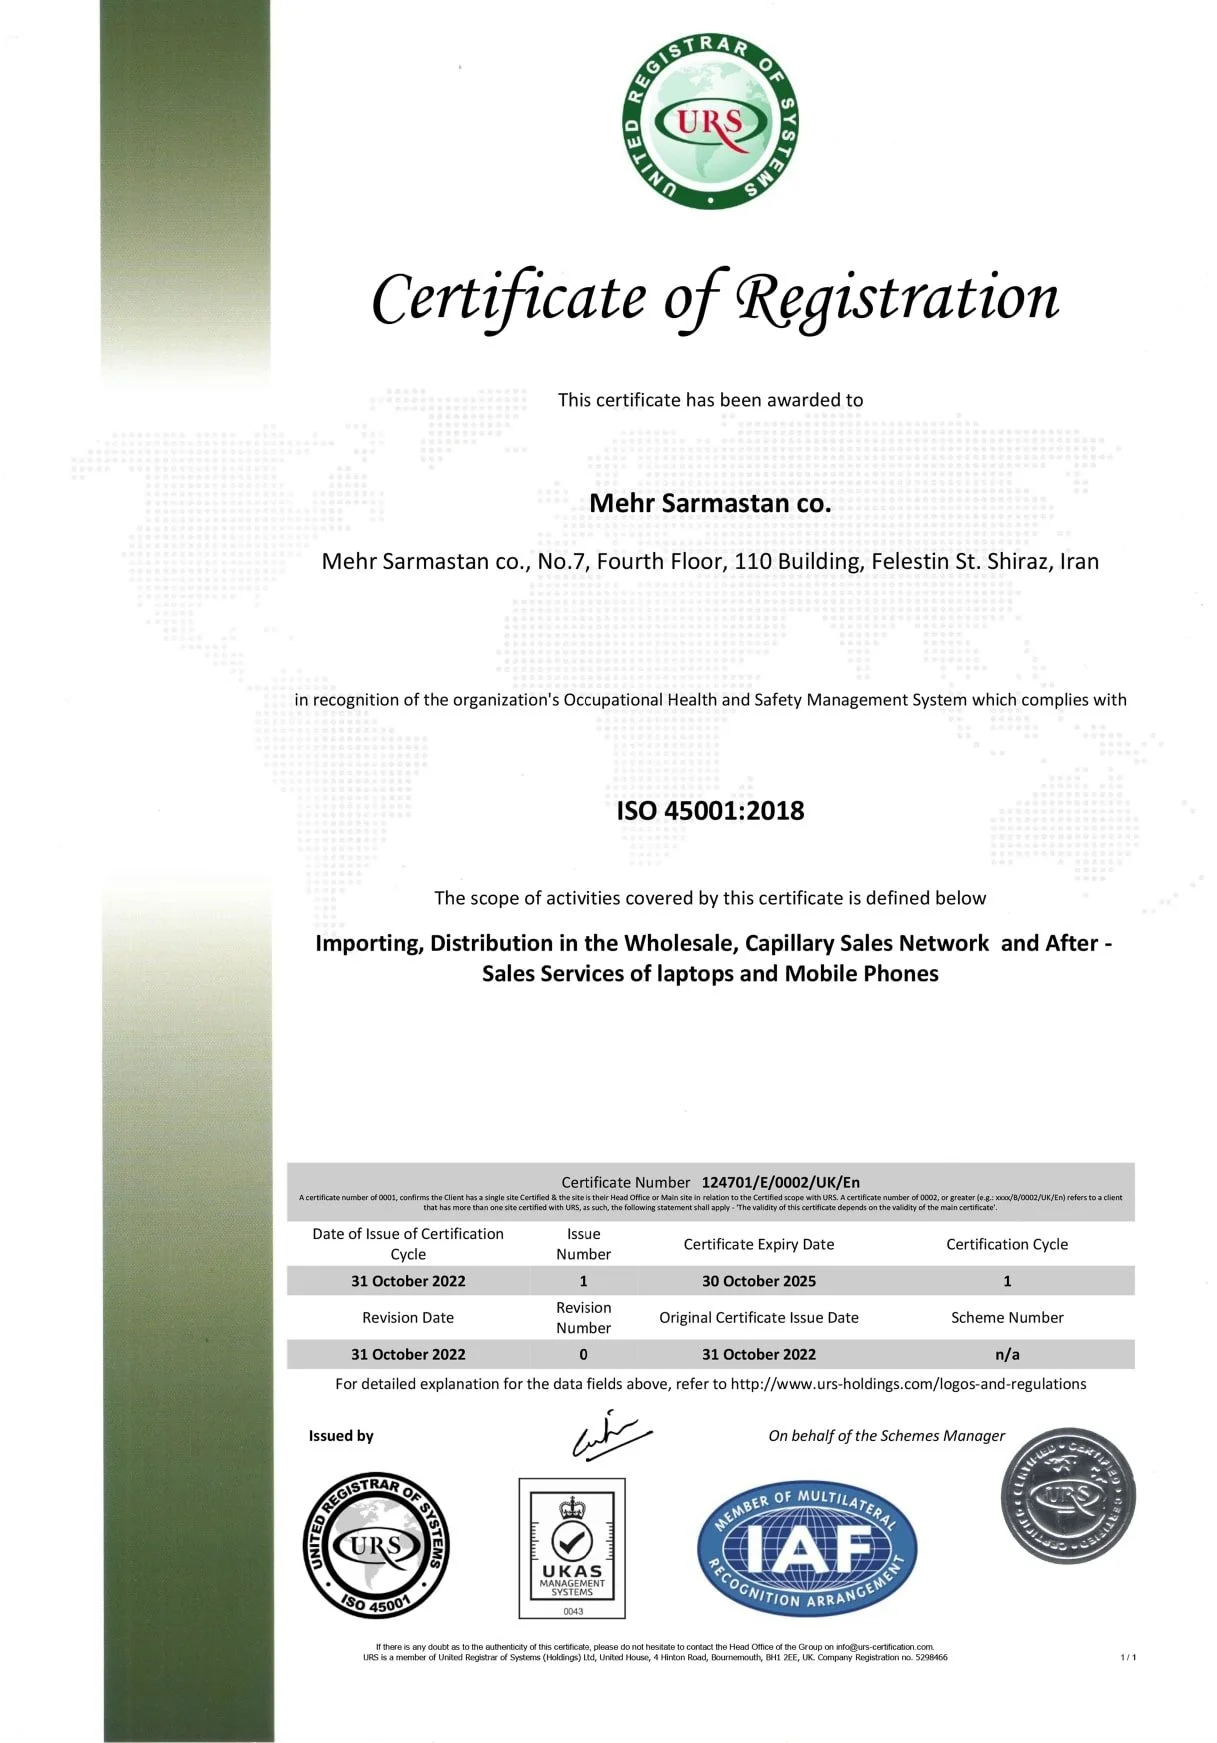 UNITED REGISTRAR OF SYSTEMS
URS
Certificate of Registration
This certificate has been awarded to
Mehr Sarmastan co.
Mehr Sarmastan co., No.7, Fourth Floor, 110 Building, Felestin St. Shiraz, Iran
in recognition of the organization's Occupational Health and Safety Management System which complies with
ISO 45001:2018
The scope of activities covered by this certificate is defined below
Importing, Distribution in the Wholesale, Capillary Sales Network and After -
Sales Services of laptops and Mobile Phones
Certificate Number 124701/E/0002/UK/En
A certificate number of 0001, confirms the Client has a single site Certified & the site is their Head Office or Main site in relation to the Certified scope with URS. A certificate number of 0002, or greater (e.g.: xxxx/B/0002/UK/En) refers to a client
that has more than one site certified with URS, as such, the following statement shall apply - 'The validity of this certificate depends on the validity of the main certificate'.
Date of Issue of Certification Cycle
Issue Number
Certificate Expiry Date
Certification Cycle
31 October 2022
1
30 October 2025
1
Revision Date
Revision Number
Original Certificate Issue Date
Scheme Number
31 October 2022
0
31 October 2022
n/a
For detailed explanation for the data fields above, refer to http://www.urs-holdings.com/logos-and-regulations
Issued by
On behalf of the Schemes Manager
UNITED REGISTRAR OF SYSTEMS
URS
ISO 45001
UKAS
MANAGEMENT
SYSTEMS
0043
MEMBER OF MULTILATERAL
IAF
RECOGNITION ARRANGEMENT
CERTIFIED • CERTIFIED • CERTIFIED • CERTIFIED
URS
If there is any doubt as to the authenticity of this certificate, please do not hesitate to contact the Head Office of the Group on info@urs-certification.com.
URS is a member of United Registrar of Systems (Holdings) Ltd, United House, 4 Hinton Road, Bournemouth, BH1 2EE, UK. Company Registration no. 5298466
1 / 1